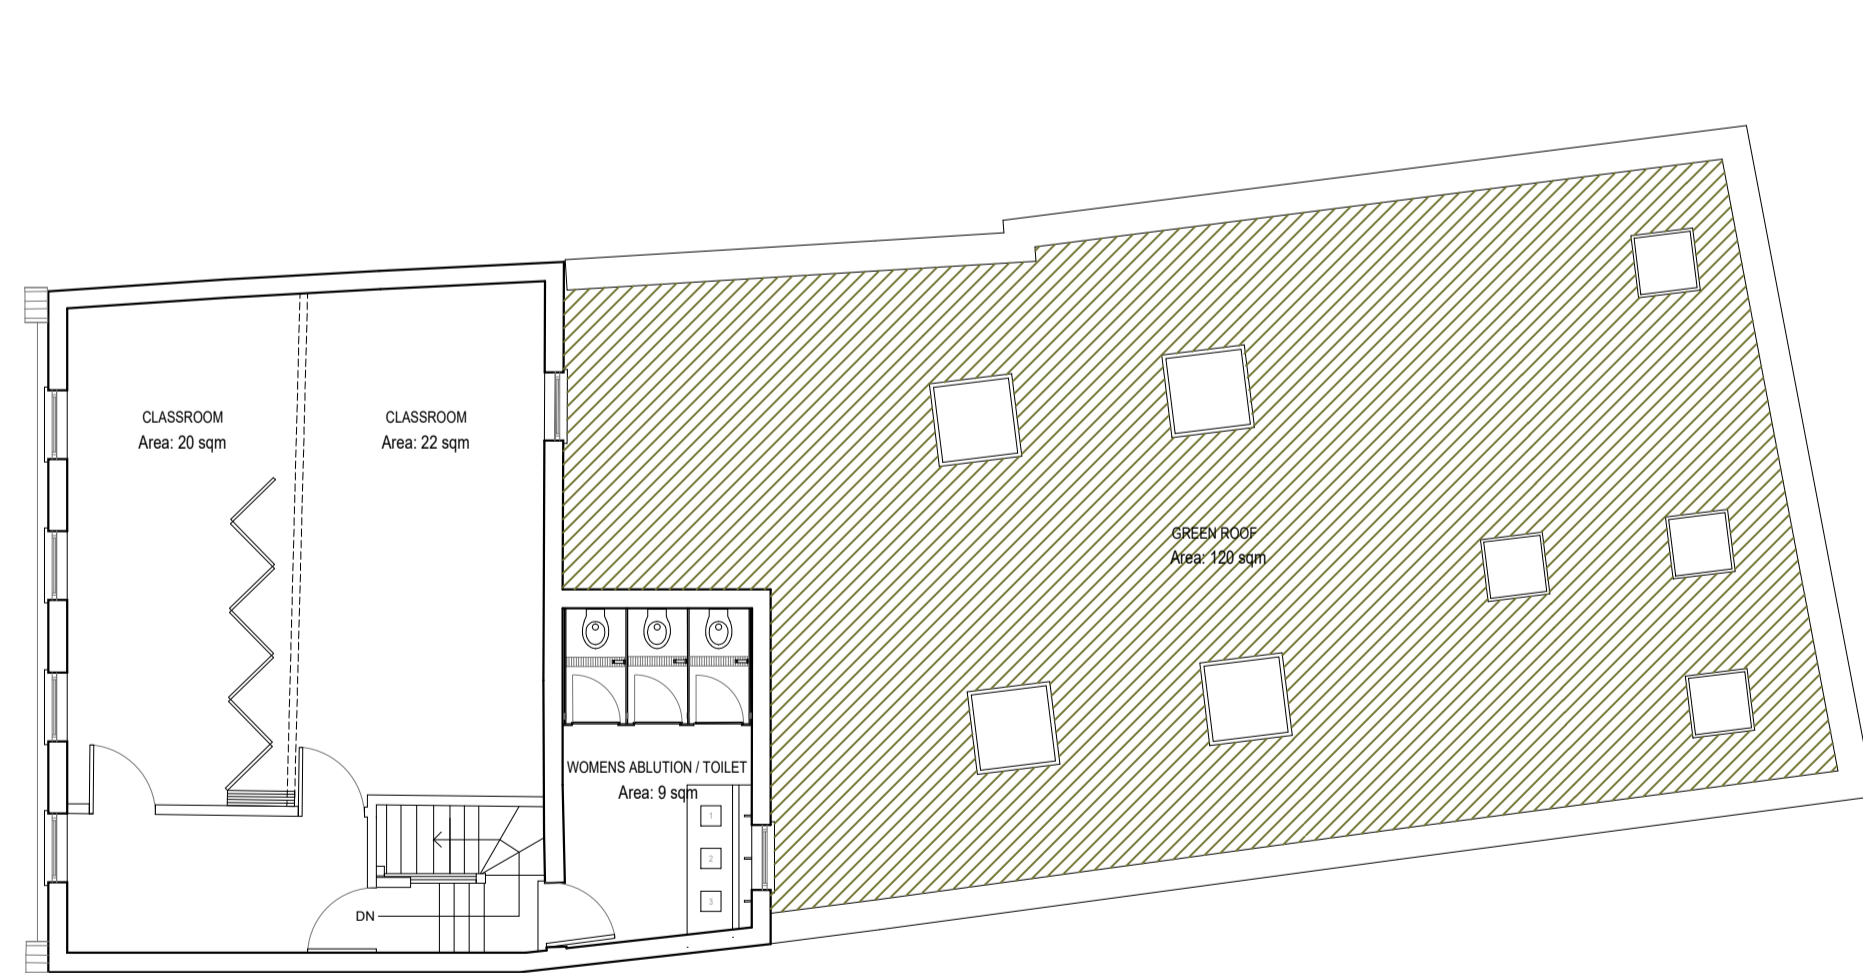 CLASSROOM
Area: 20 sqm
CLASSROOM
Area: 22 sqm
GREEN ROOF
Area: 120 sqm
WOMENS ABLUTION / TOILET
Area: 9 sqm
1
2
3
DN